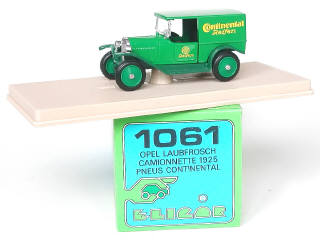 Continental
Reifen
1061
OPEL LAUBFROSCH
CAMIONNETTE 1925
PNEUS CONTINENTAL
ELIGOR